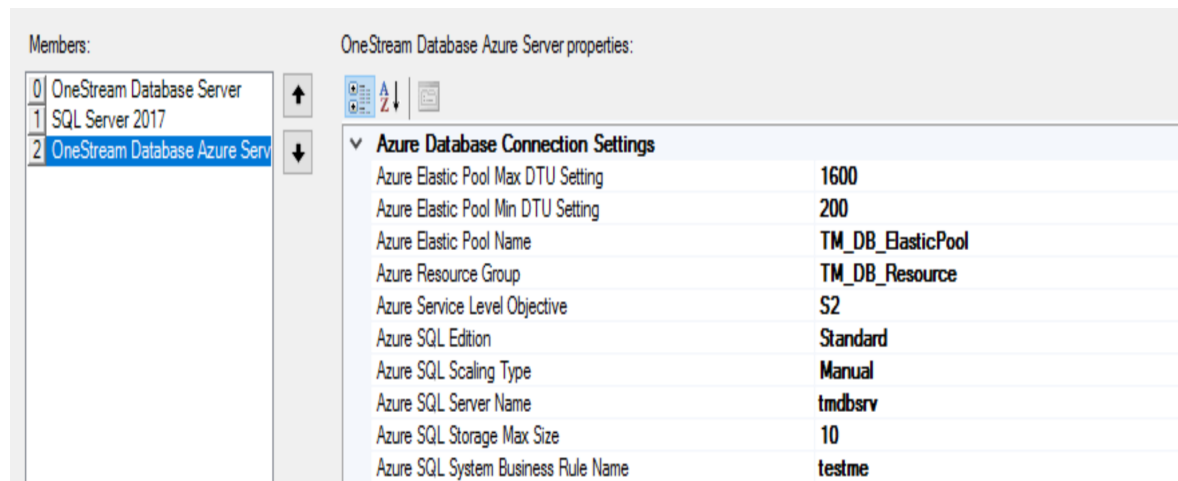 Members:
0 OneStream Database Server
1 SQL Server 2017
2 OneStream Database Azure Serv
OneStream Database Azure Server properties:
Azure Database Connection Settings
Azure Elastic Pool Max DTU Setting 1600
Azure Elastic Pool Min DTU Setting 200
Azure Elastic Pool Name TM_DB_ElasticPool
Azure Resource Group TM_DB_Resource
Azure Service Level Objective S2
Azure SQL Edition Standard
Azure SQL Scaling Type Manual
Azure SQL Server Name tmdbsrv
Azure SQL Storage Max Size 10
Azure SQL System Business Rule Name testme